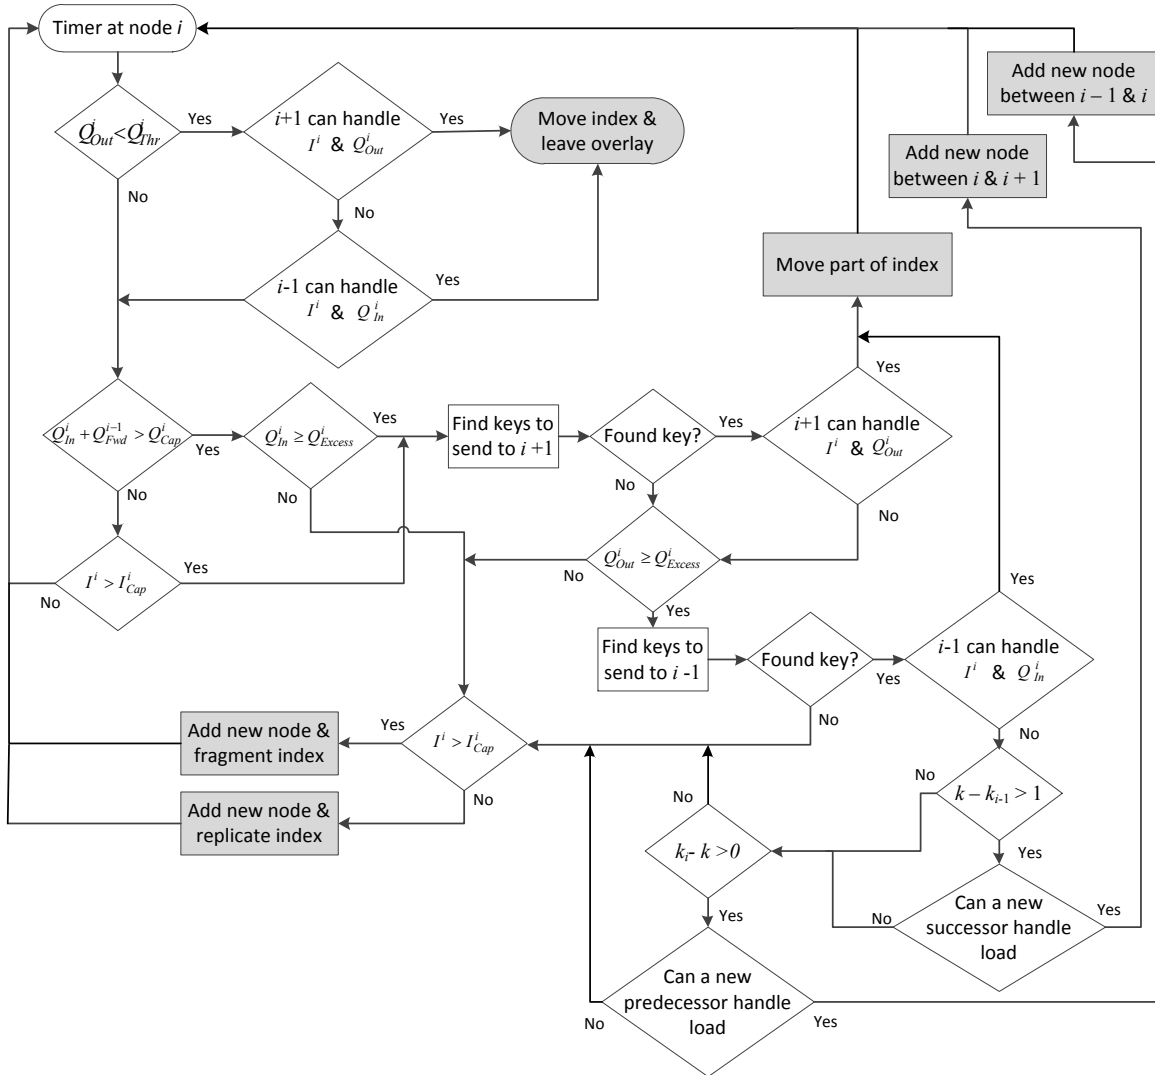 Timer at node i
Add new node
between i – 1 & i
Q^i_Out < Q^i_Thr
Yes
i+1 can handle
I^i & Q^i_Out
Yes
Move index &
leave overlay
Add new node
between i & i + 1
No
No
i-1 can handle
I^i & Q^i_In
Yes
Move part of index
Yes
Q^i_In + Q^{i-1}_Fwd > Q^i_Cap
Yes
Q^i_In ≥ Q^i_Excess
Yes
Find keys to
send to i +1
Found key?
Yes
i+1 can handle
I^i & Q^i_Out
No
No
No
No
I^i > I^i_Cap
Yes
No
Q^i_Out ≥ Q^i_Excess
No
Yes
Yes
Find keys to
send to i -1
Found key?
Yes
i-1 can handle
I^i & Q^i_In
No
No
Add new node &
fragment index
Yes
I^i > I^i_Cap
No
Add new node &
replicate index
No
k – k_{i-1} > 1
No
k_i - k >0
Yes
Yes
Can a new
successor handle
load
No
Yes
Can a new
predecessor handle
load
No
Yes